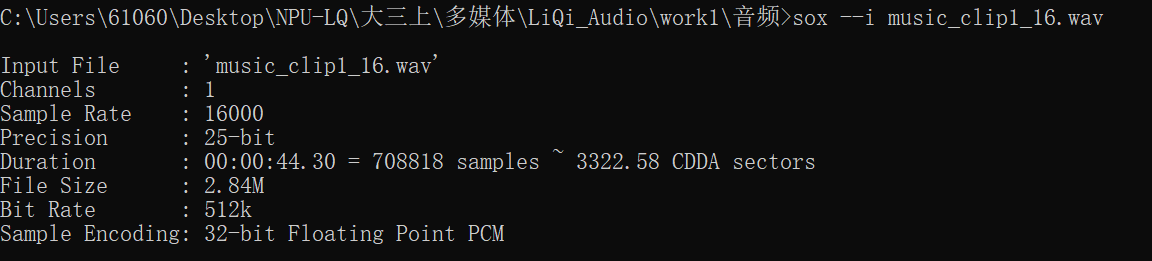 C:\Users\61060\Desktop\NPU-LQ\大三上\多媒体\LiQi_Audio\work1\音频>sox --i music_clip1_16.wav
Input File     : 'music_clip1_16.wav'
Channels       : 1
Sample Rate    : 16000
Precision      : 25-bit
Duration       : 00:00:44.30 = 708818 samples ~ 3322.58 CDDA sectors
File Size      : 2.84M
Bit Rate       : 512k
Sample Encoding: 32-bit Floating Point PCM